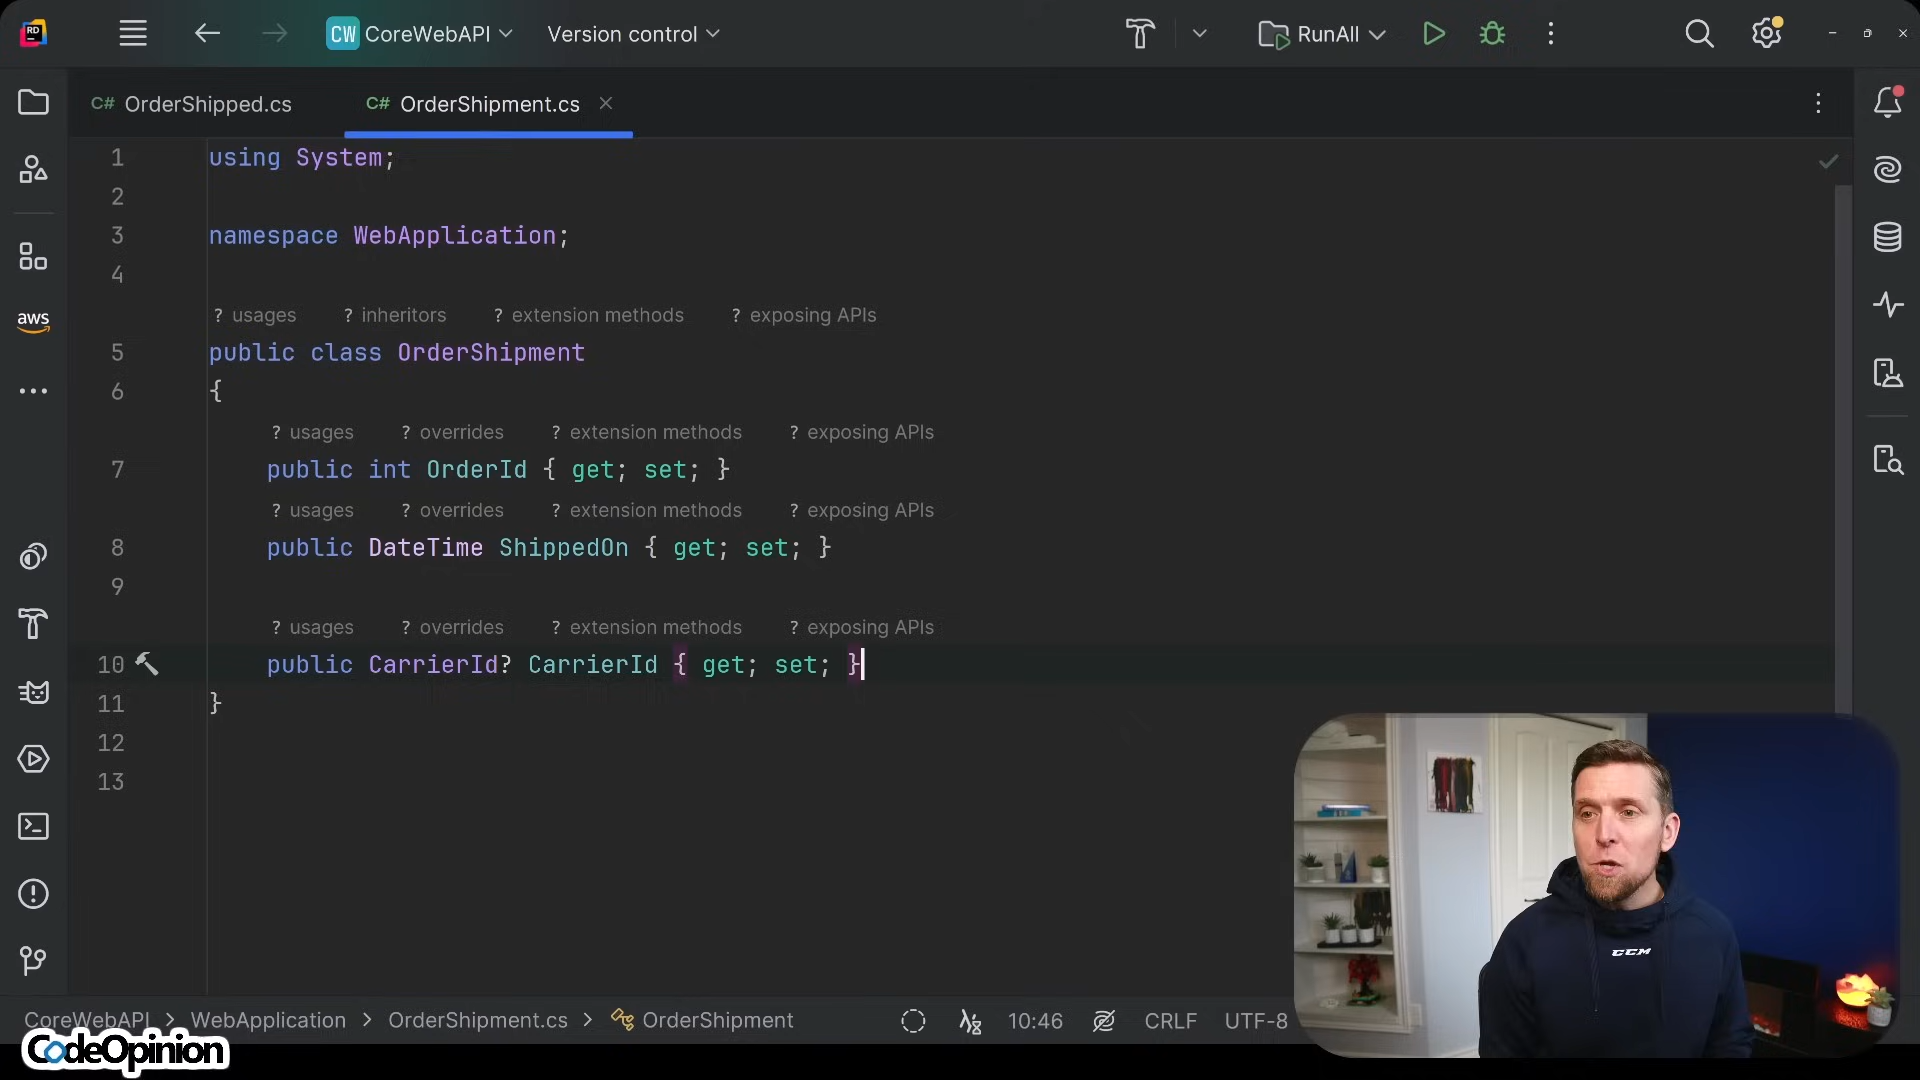 RD
CW CoreWebAPI Version control RunAll
C# OrderShipped.cs C# OrderShipment.cs
1 using System;
2
3 namespace WebApplication;
4
? usages ? inheritors ? extension methods ? exposing APIs
5 public class OrderShipment
6 {
? usages ? overrides ? extension methods ? exposing APIs
7 public int OrderId { get; set; }
? usages ? overrides ? extension methods ? exposing APIs
8 public DateTime ShippedOn { get; set; }
9
? usages ? overrides ? extension methods ? exposing APIs
10 public CarrierId? CarrierId { get; set; }
11 }
12
13
aws
CCM
CoreWebAPI > WebApplication > OrderShipment.cs > OrderShipment 10:46 CRLF UTF-8
CodeOpinion